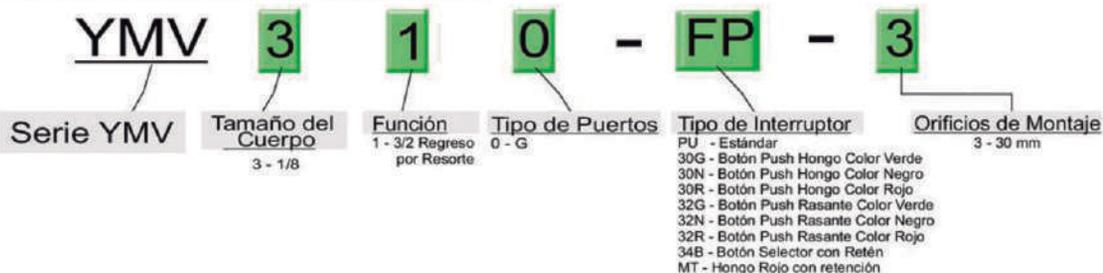 YMV 3 1 0 - FP - 3
Serie YMV
Tamaño del
Cuerpo
3 - 1/8
Función
1 - 3/2 Regreso
por Resorte
Tipo de Puertos
0 - G
Tipo de Interruptor
PU - Estándar
30G - Botón Push Hongo Color Verde
30N - Botón Push Hongo Color Negro
30R - Botón Push Hongo Color Rojo
32G - Botón Push Rasante Color Verde
32N - Botón Push Rasante Color Negro
32R - Botón Push Rasante Color Rojo
34B - Botón Selector con Retén
MT - Hongo Rojo con retención
Orificios de Montaje
3 - 30 mm